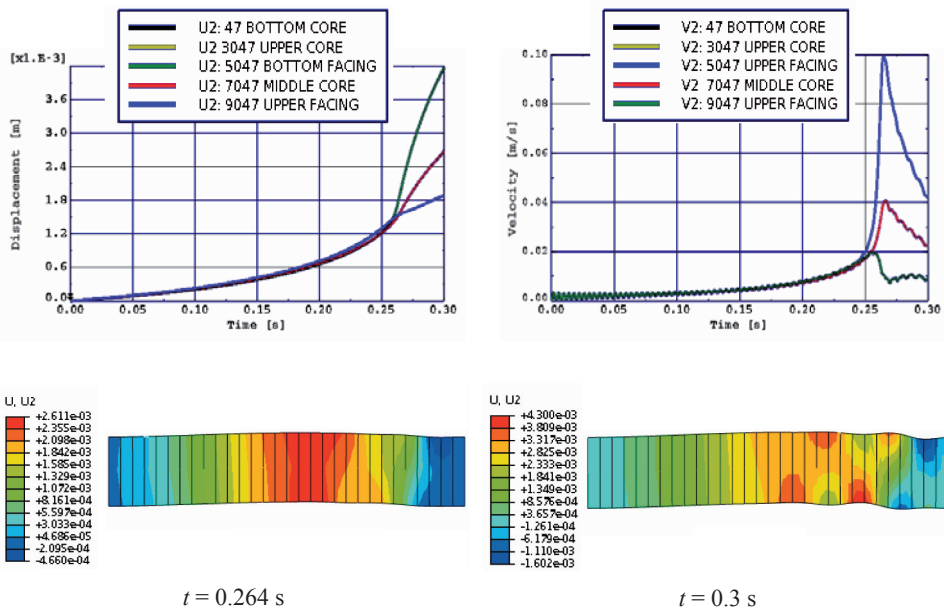 U2: 47 BOTTOM CORE
U2 3047 UPPER CORE
U2: 5047 BOTTOM FACING
U2: 7047 MIDDLE CORE
U2: 9047 UPPER FACING
[x1.E-3]
3.6
3.0
2.4
1.8
1.2
0.6
0.0
Displacement [m]
0.00 0.05 0.10 0.15 0.20 0.25 0.30
Time [s]
V2: 47 BOTTOM CORE
V2: 3047 UPPER CORE
V2: 5047 UPPER FACING
V2 7047 MIDDLE CORE
V2: 9047 UPPER FACING
0.10
0.08
0.06
0.04
0.02
0.00
Velocity [m/s]
0.00 0.05 0.10 0.15 0.20 0.25 0.30
Time [s]
U, U2
+2.611e-03
+2.355e-03
+2.098e-03
+1.842e-03
+1.585e-03
+1.329e-03
+1.072e-03
+8.161e-04
+5.597e-04
+3.033e-04
+4.686e-05
-2.095e-04
-4.660e-04
t = 0.264 s
U, U2
+4.300e-03
+3.809e-03
+3.317e-03
+2.825e-03
+2.333e-03
+1.841e-03
+1.349e-03
+8.576e-04
+3.657e-04
-1.261e-04
-6.179e-04
-1.110e-03
-1.602e-03
t = 0.3 s